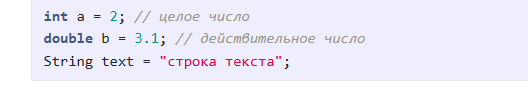 int a = 2; // целое число
double b = 3.1; // действительное число
String text = "строка текста";